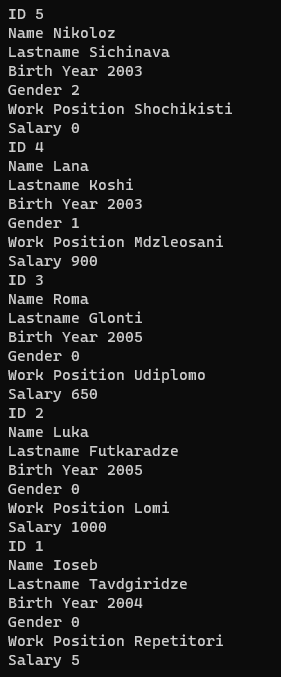 ID 5
Name Nikoloz
Lastname Sichinava
Birth Year 2003
Gender 2
Work Position Shochikisti
Salary 0
ID 4
Name Lana
Lastname Koshi
Birth Year 2003
Gender 1
Work Position Mdzleosani
Salary 900
ID 3
Name Roma
Lastname Glonti
Birth Year 2005
Gender 0
Work Position Udiplomo
Salary 650
ID 2
Name Luka
Lastname Futkaradze
Birth Year 2005
Gender 0
Work Position Lomi
Salary 1000
ID 1
Name Ioseb
Lastname Tavdgiridze
Birth Year 2004
Gender 0
Work Position Repetitori
Salary 5